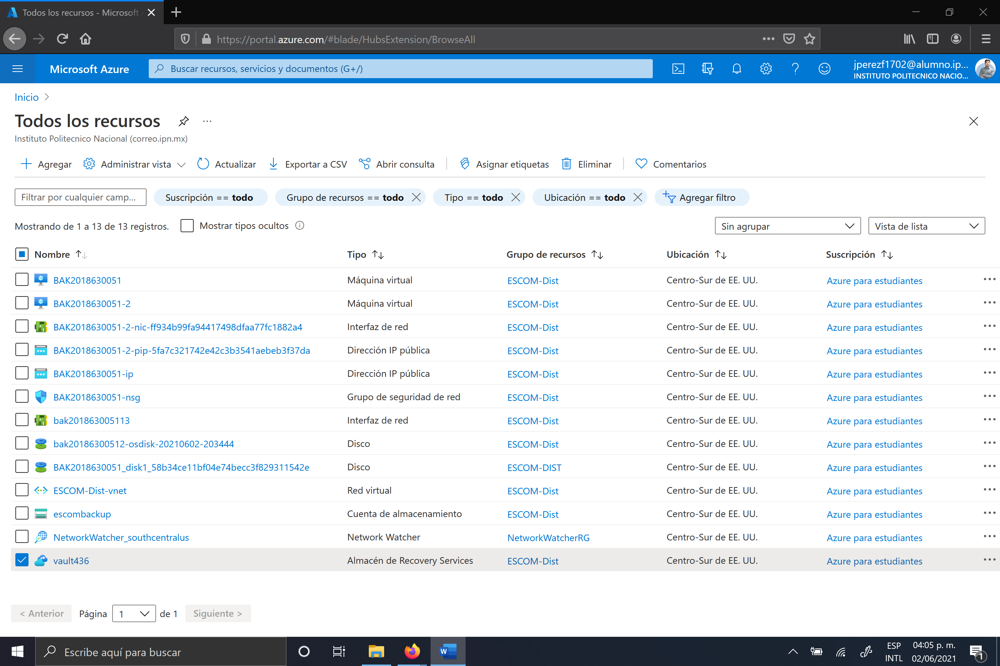 Todos los recursos - Microsoft
https://portal.azure.com/#blade/HubsExtension/BrowseAll
Microsoft Azure
Buscar recursos, servicios y documentos (G+/)
jperezf1702@alumno.ip...
INSTITUTO POLITECNICO NACIO...
Inicio >
Todos los recursos
Instituto Politecnico Nacional (correo.ipn.mx)
Agregar Administrar vista Actualizar Exportar a CSV Abrir consulta Asignar etiquetas Eliminar Comentarios
Filtrar por cualquier camp... Suscripción == todo Grupo de recursos == todo Tipo == todo Ubicación == todo Agregar filtro
Mostrando de 1 a 13 de 13 registros. Mostrar tipos ocultos Sin agrupar Vista de lista
Nombre Tipo Grupo de recursos Ubicación Suscripción
BAK2018630051 Máquina virtual ESCOM-Dist Centro-Sur de EE. UU. Azure para estudiantes
BAK2018630051-2 Máquina virtual ESCOM-Dist Centro-Sur de EE. UU. Azure para estudiantes
BAK2018630051-2-nic-ff934b99fa94417498dfaa77fc1882a4 Interfaz de red ESCOM-Dist Centro-Sur de EE. UU. Azure para estudiantes
BAK2018630051-2-pip-5fa7c321742e42c3b3541aebeb3f37da Dirección IP pública ESCOM-Dist Centro-Sur de EE. UU. Azure para estudiantes
BAK2018630051-ip Dirección IP pública ESCOM-Dist Centro-Sur de EE. UU. Azure para estudiantes
BAK2018630051-nsg Grupo de seguridad de red ESCOM-Dist Centro-Sur de EE. UU. Azure para estudiantes
bak201863005113 Interfaz de red ESCOM-Dist Centro-Sur de EE. UU. Azure para estudiantes
bak20186300512-osdisk-20210602-203444 Disco ESCOM-Dist Centro-Sur de EE. UU. Azure para estudiantes
BAK2018630051_disk1_58b34ce11bf04e74becc3f829311542e Disco ESCOM-DIST Centro-Sur de EE. UU. Azure para estudiantes
ESCOM-Dist-vnet Red virtual ESCOM-Dist Centro-Sur de EE. UU. Azure para estudiantes
escombackup Cuenta de almacenamiento ESCOM-Dist Centro-Sur de EE. UU. Azure para estudiantes
NetworkWatcher_southcentralus Network Watcher NetworkWatcherRG Centro-Sur de EE. UU. Azure para estudiantes
vault436 Almacén de Recovery Services ESCOM-Dist Centro-Sur de EE. UU. Azure para estudiantes
< Anterior Página 1 de 1 Siguiente >
Escribe aquí para buscar
ESP
INTL
04:05 p. m.
02/06/2021
1